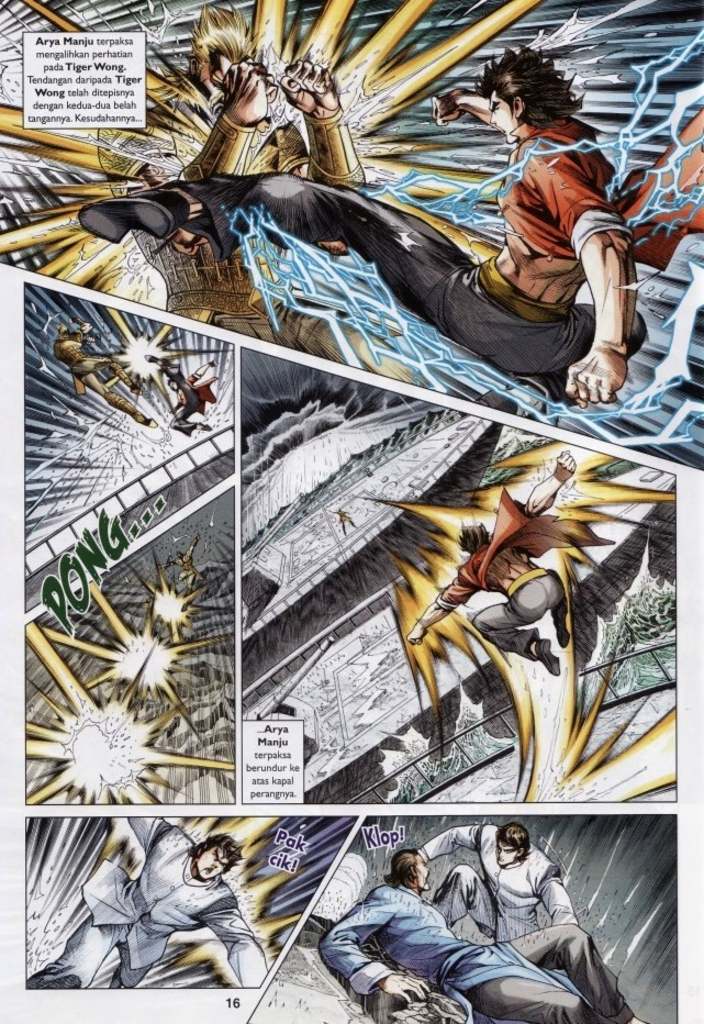 Arya Manju terpaksa
mengalihkan perhatian
pada Tiger Wong.
Tendangan daripada Tiger
Wong telah ditepisnya
dengan kedua-dua belah
tangannya. Kesudahannya...
PONG...
...Arya
Manju
terpaksa
berundur ke
atas kapal
perangnya.
Pak
cik!
Klop!
16